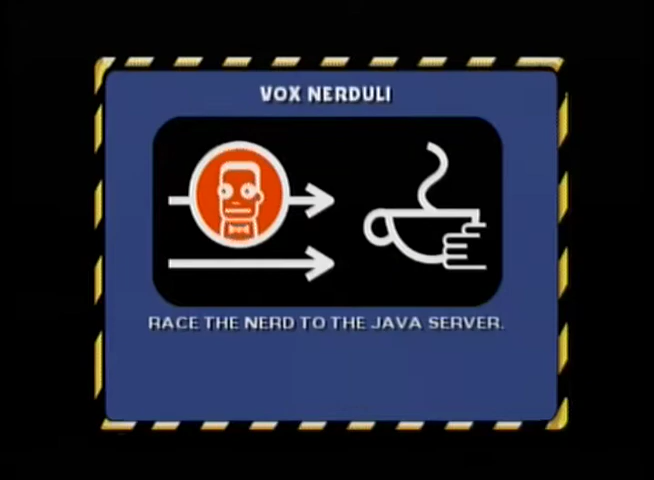 VOX NERDULI
RACE THE NERD TO THE JAVA SERVER.